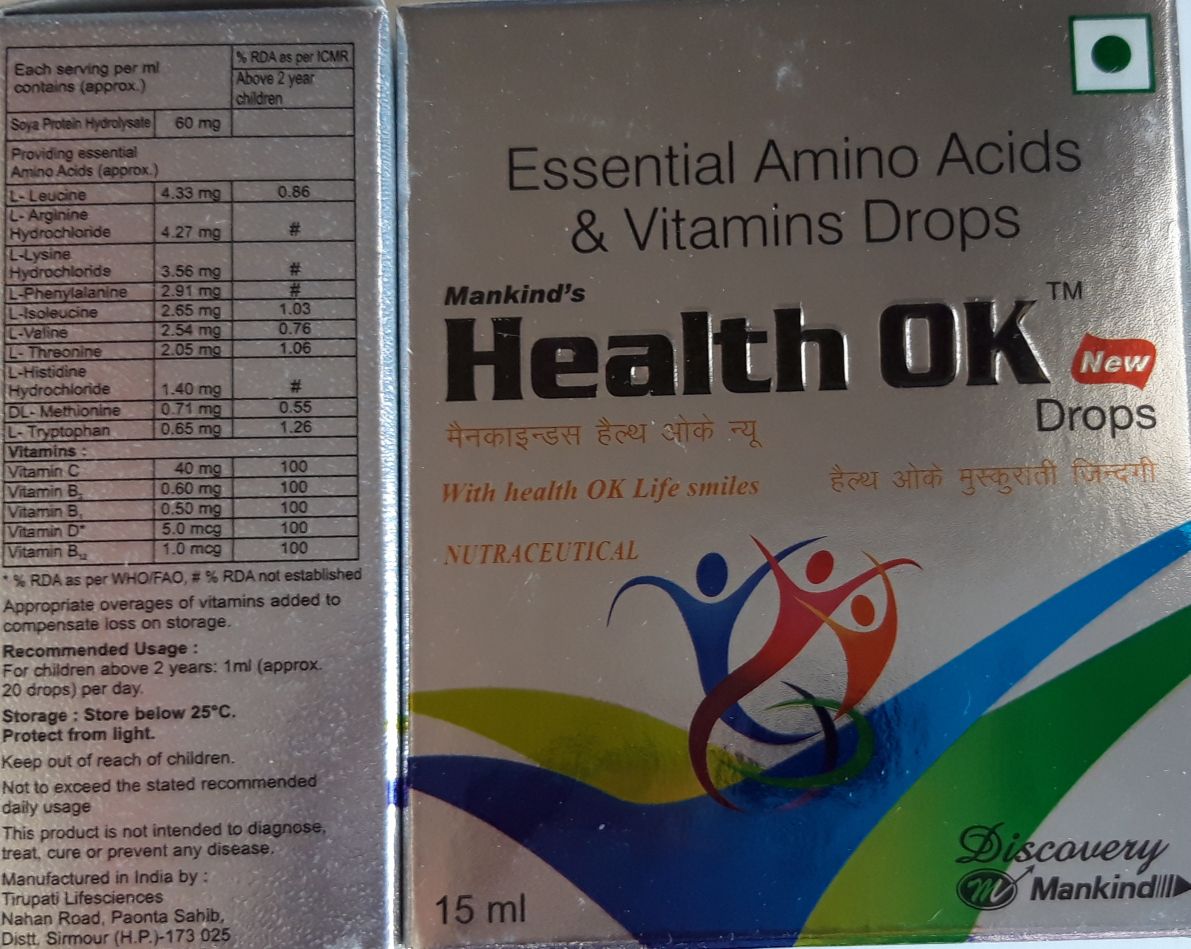 Each serving per ml
contains (approx.)
% RDA as per ICMR
Above 2 year
children
Soya Protein Hydrolysate 60 mg
Providing essential
Amino Acids (approx.)
L- Leucine 4.33 mg 0.86
L- Arginine
Hydrochloride 4.27 mg #
L-Lysine
Hydrochloride 3.56 mg #
L-Phenylalanine 2.91 mg #
L-Isoleucine 2.65 mg 1.03
L-Valine 2.54 mg 0.76
L- Threonine 2.05 mg 1.06
L-Histidine
Hydrochloride 1.40 mg #
DL- Methionine 0.71 mg 0.55
L- Tryptophan 0.65 mg 1.26
Vitamins :
Vitamin C 40 mg 100
Vitamin B 0.60 mg 100
Vitamin B 0.50 mg 100
Vitamin D* 5.0 mcg 100
Vitamin B₁₂ 1.0 mcg 100
* % RDA as per WHO/FAO, # % RDA not established
Appropriate overages of vitamins added to
compensate loss on storage.
Recommended Usage :
For children above 2 years: 1ml (approx.
20 drops) per day.
Storage : Store below 25°C.
Protect from light.
Keep out of reach of children.
Not to exceed the stated recommended
daily usage
This product is not intended to diagnose,
treat, cure or prevent any disease.
Manufactured in India by :
Tirupati Lifesciences
Nahan Road, Paonta Sahib,
Distt. Sirmour (H.P.)-173 025
Essential Amino Acids
& Vitamins Drops
Mankind's
Health OK™
New
Drops
मैनकाइन्डस हैल्थ ओके न्यू
With health OK Life smiles
हैल्थ ओके मुस्कुराती जिन्दगी
NUTRACEUTICAL
Discovery
m Mankind
15 ml